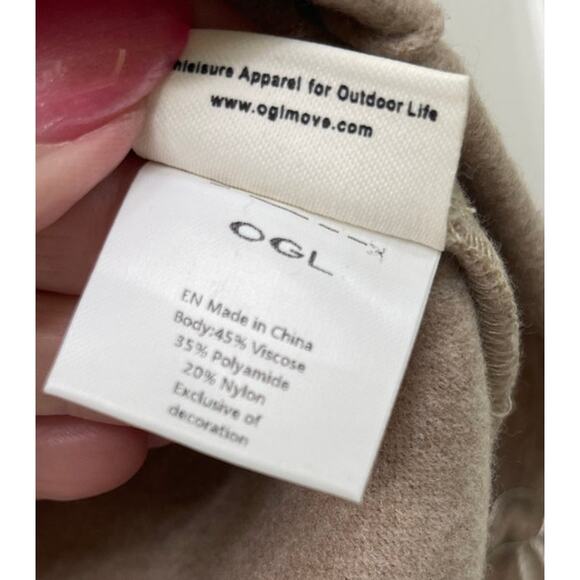 Apparel for Outdoor Life
www.oglmove.com
OGL
EN Made in China
Body:45% Viscose
35% Polyamide
20% Nylon
Exclusive of
decoration